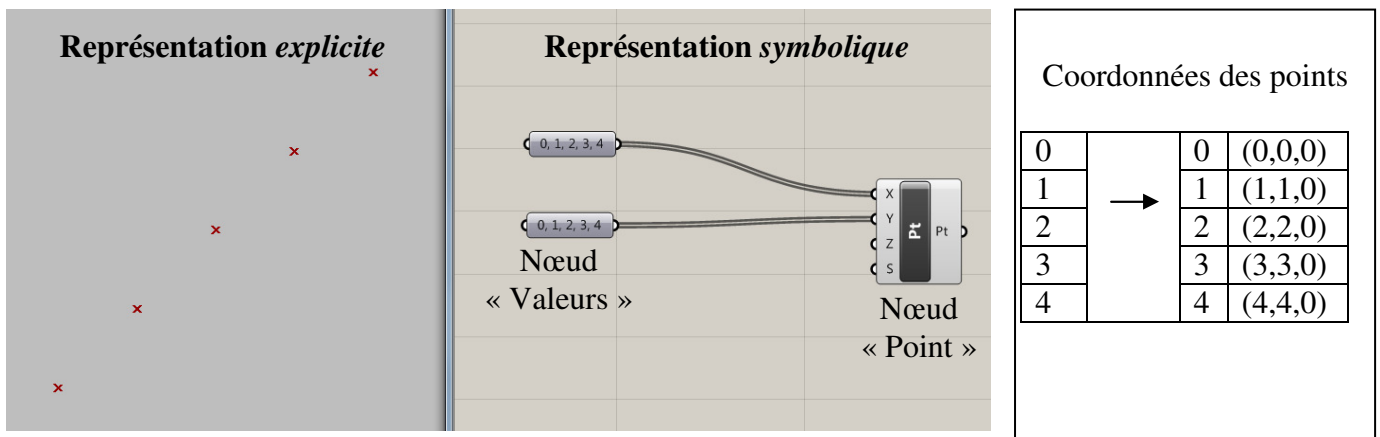 Représentation explicite
Représentation symbolique
0, 1, 2, 3, 4
0, 1, 2, 3, 4
Nœud
« Valeurs »
X
Y
Z
S
Pt
Pt
Nœud
« Point »
Coordonnées des points
0 → 0 (0,0,0)
1 1 (1,1,0)
2 2 (2,2,0)
3 3 (3,3,0)
4 4 (4,4,0)